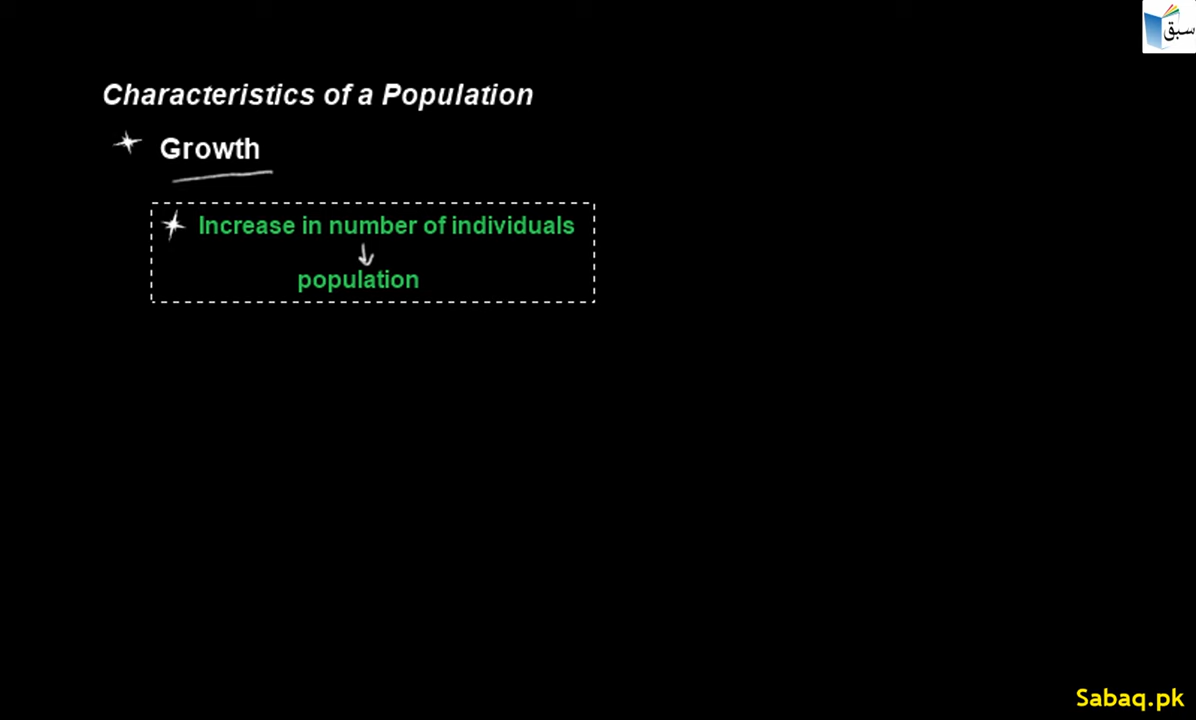 سبق
Characteristics of a Population
Growth
Increase in number of individuals
population
Sabaq.pk